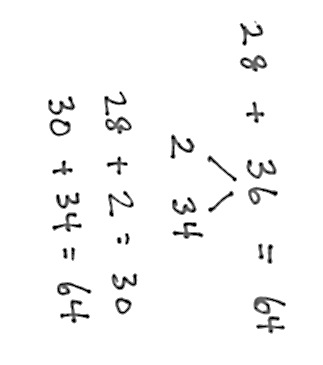 28 + 36 = 64
2 34
28 + 2 = 30
30 + 34 = 64